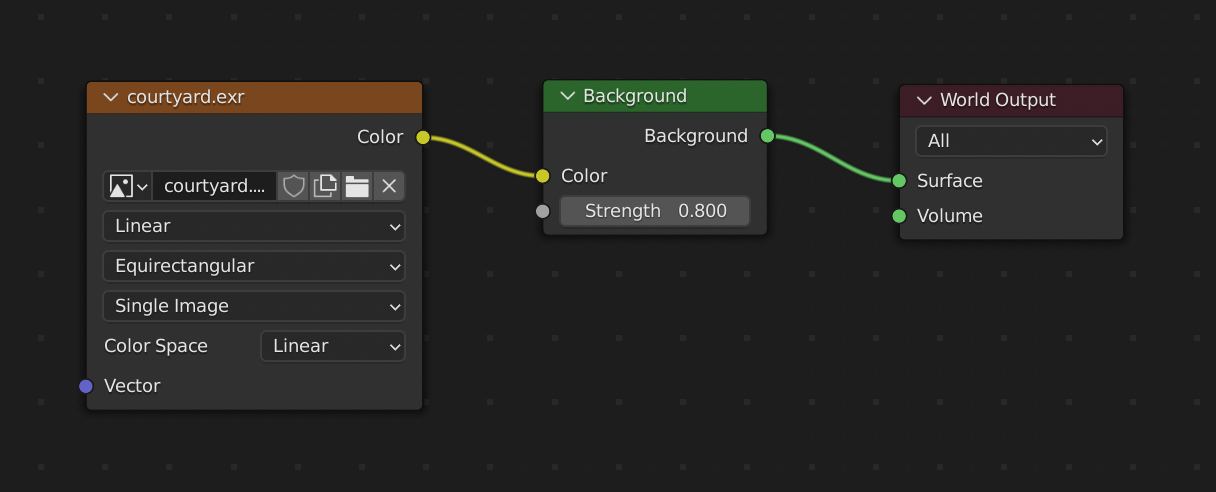 courtyard.exr
Color
courtyard....
Linear
Equirectangular
Single Image
Color Space Linear
Vector
Background
Background
Color
Strength 0.800
World Output
All
Surface
Volume